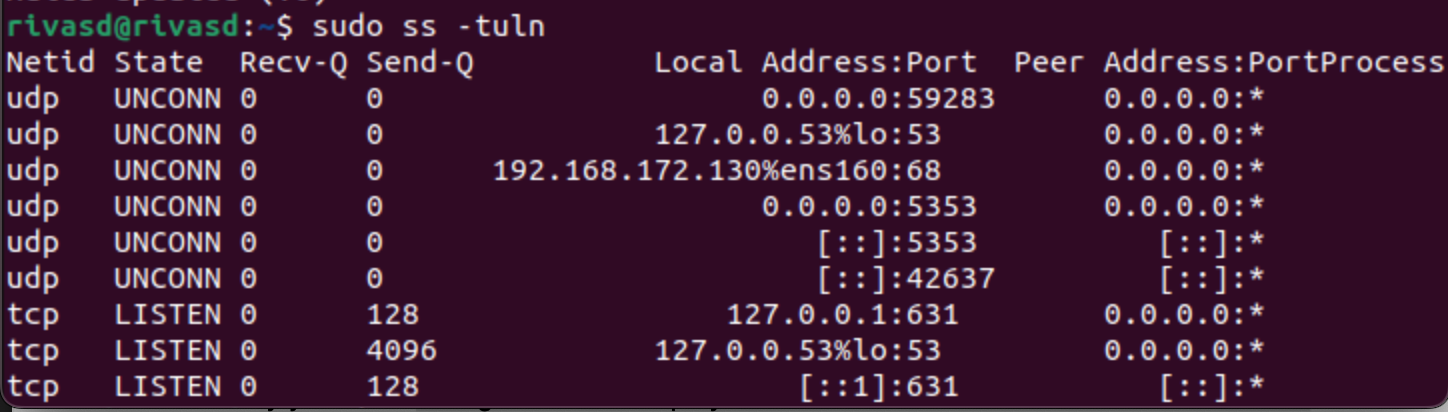 rivasd@rivasd:~$ sudo ss -tuln
Netid State Recv-Q Send-Q Local Address:Port Peer Address:PortProcess
udp UNCONN 0 0 0.0.0.0:59283 0.0.0.0:*
udp UNCONN 0 0 127.0.0.53%lo:53 0.0.0.0:*
udp UNCONN 0 0 192.168.172.130%ens160:68 0.0.0.0:*
udp UNCONN 0 0 0.0.0.0:5353 0.0.0.0:*
udp UNCONN 0 0 [::]:5353 [::]:*
udp UNCONN 0 0 [::]:42637 [::]:*
tcp LISTEN 0 128 127.0.0.1:631 0.0.0.0:*
tcp LISTEN 0 4096 127.0.0.53%lo:53 0.0.0.0:*
tcp LISTEN 0 128 [::1]:631 [::]:*